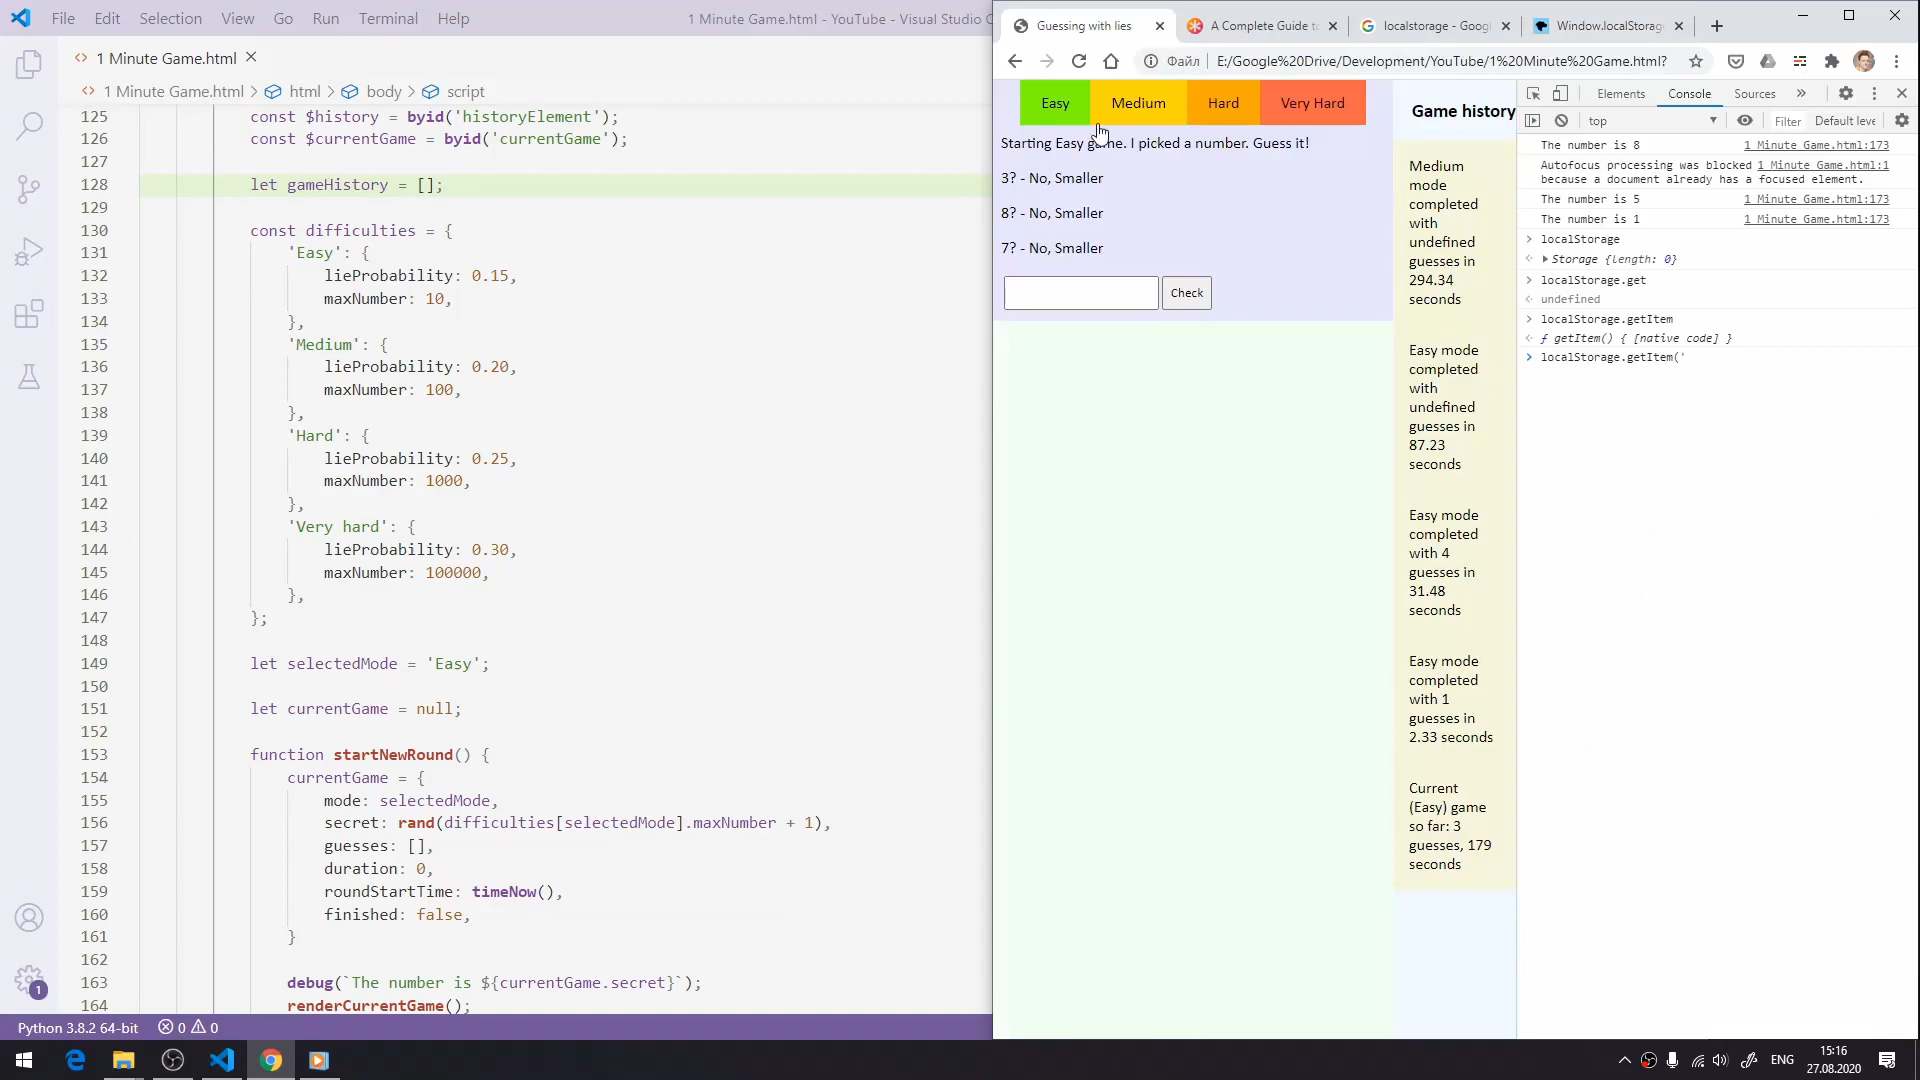 File Edit Selection View Go Run Terminal Help
1 Minute Game.html - YouTube - Visual Studio C
1 Minute Game.html
1 Minute Game.html > html > body > script
125 const $history = byid('historyElement');
126 const $currentGame = byid('currentGame');
127
128 let gameHistory = [];
129
130 const difficulties = {
131 'Easy': {
132 lieProbability: 0.15,
133 maxNumber: 10,
134 },
135 'Medium': {
136 lieProbability: 0.20,
137 maxNumber: 100,
138 },
139 'Hard': {
140 lieProbability: 0.25,
141 maxNumber: 1000,
142 },
143 'Very hard': {
144 lieProbability: 0.30,
145 maxNumber: 100000,
146 },
147 };
148
149 let selectedMode = 'Easy';
150
151 let currentGame = null;
152
153 function startNewRound() {
154 currentGame = {
155 mode: selectedMode,
156 secret: rand(difficulties[selectedMode].maxNumber + 1),
157 guesses: [],
158 duration: 0,
159 roundStartTime: timeNow(),
160 finished: false,
161 }
162
163 debug(`The number is ${currentGame.secret}`);
164 renderCurrentGame();
1
Python 3.8.2 64-bit 0 0
Guessing with lies
A Complete Guide to
localstorage - Googl
Window.localStorag
Файл E:/Google%20Drive/Development/YouTube/1%20Minute%20Game.html?
Easy Medium Hard Very Hard
Starting Easy game. I picked a number. Guess it!
3? - No, Smaller
8? - No, Smaller
7? - No, Smaller
Check
Game history
Medium
mode
completed
with
undefined
guesses in
294.34
seconds
Easy mode
completed
with
undefined
guesses in
87.23
seconds
Easy mode
completed
with 4
guesses in
31.48
seconds
Easy mode
completed
with 1
guesses in
2.33 seconds
Current
(Easy) game
so far: 3
guesses, 179
seconds
Elements Console Sources »
top Filter Default leve
The number is 8 1 Minute Game.html:173
Autofocus processing was blocked 1 Minute Game.html:1
because a document already has a focused element.
The number is 5 1 Minute Game.html:173
The number is 1 1 Minute Game.html:173
> localStorage
Storage {length: 0}
> localStorage.get
undefined
> localStorage.getItem
ƒ getItem() { [native code] }
> localStorage.getItem('
ENG
15:16
27.08.2020